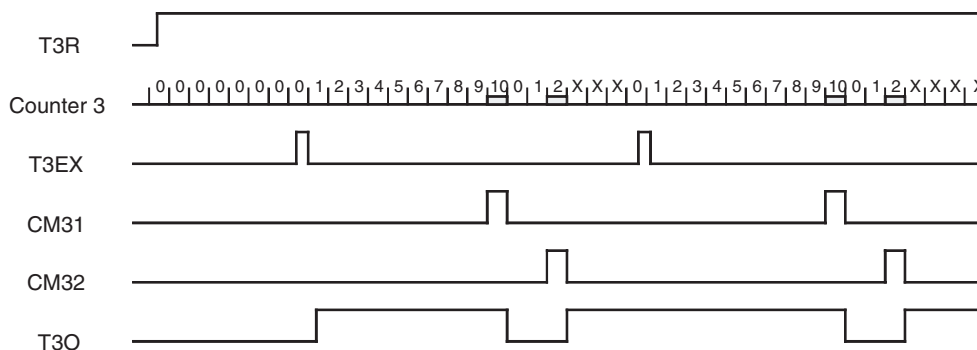 T3R
Counter 3 0 0 0 0 0 0 0 0 1 2 3 4 5 6 7 8 9 10 0 1 2 X X X 0 1 2 3 4 5 6 7 8 9 10 0 1 2 X X X X
T3EX
CM31
CM32
T3O